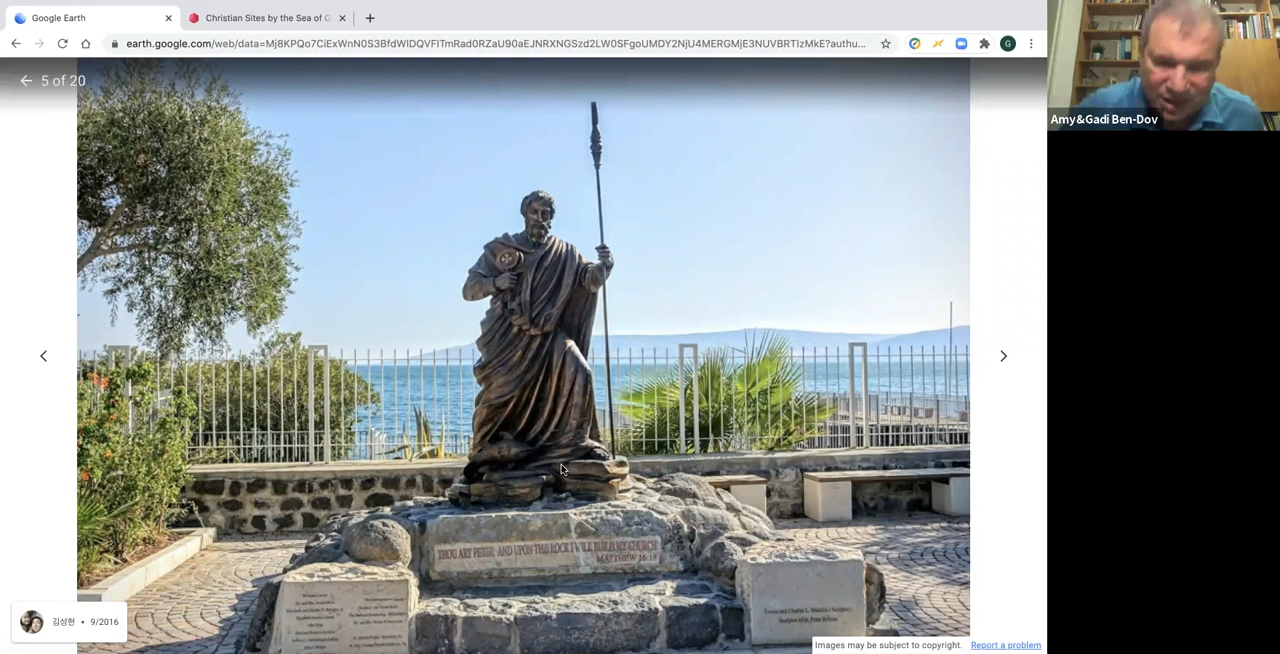 Google Earth
Christian Sites by the Sea of G
earth.google.com/web/data=Mj8KPQo7CiExWnN0S3BfdWlDQVFITmRad0RZaU90aEJNRXNGSzd2LW0SFgoUMDY2NjU4MERGMjE3NUVBRTIzMkE?authu...
G
5 of 20
Amy&Gadi Ben-Dov
THOU ART PETER AND UPON THIS ROCK I WILL BUILD MY CHURCH
MATTHEW 16:18
김성현 • 9/2016
Images may be subject to copyright.
Report a problem